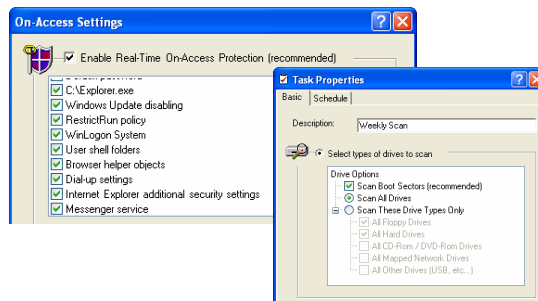 On-Access Settings
Enable Real-Time On-Access Protection (recommended)
C:\Explorer.exe
Windows Update disabling
RestrictRun policy
WinLogon System
User shell folders
Browser helper objects
Dial-up settings
Internet Explorer additional security settings
Messenger service
Task Properties
Basic Schedule
Description: Weekly Scan
Select types of drives to scan
Drive Options
Scan Boot Sectors (recommended)
Scan All Drives
Scan These Drive Types Only
All Floppy Drives
All Hard Drives
All CD-Rom / DVD-Rom Drives
All Mapped Network Drives
All Other Drives (USB, etc...)